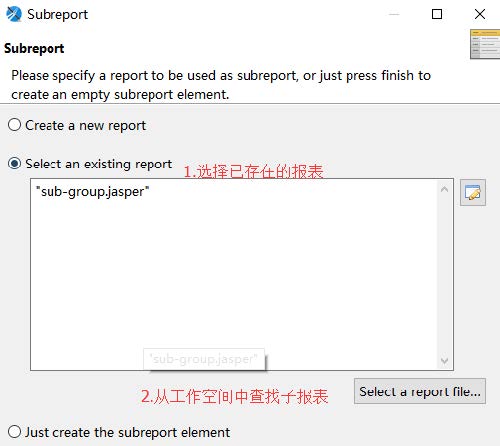 Subreport
Subreport
Please specify a report to be used as subreport, or just press finish to
create an empty subreport element.
Create a new report
Select an existing report
1.选择已存在的报表
"sub-group.jasper"
"sub-group.jasper"
2.从工作空间中查找子报表
Select a report file...
Just create the subreport element